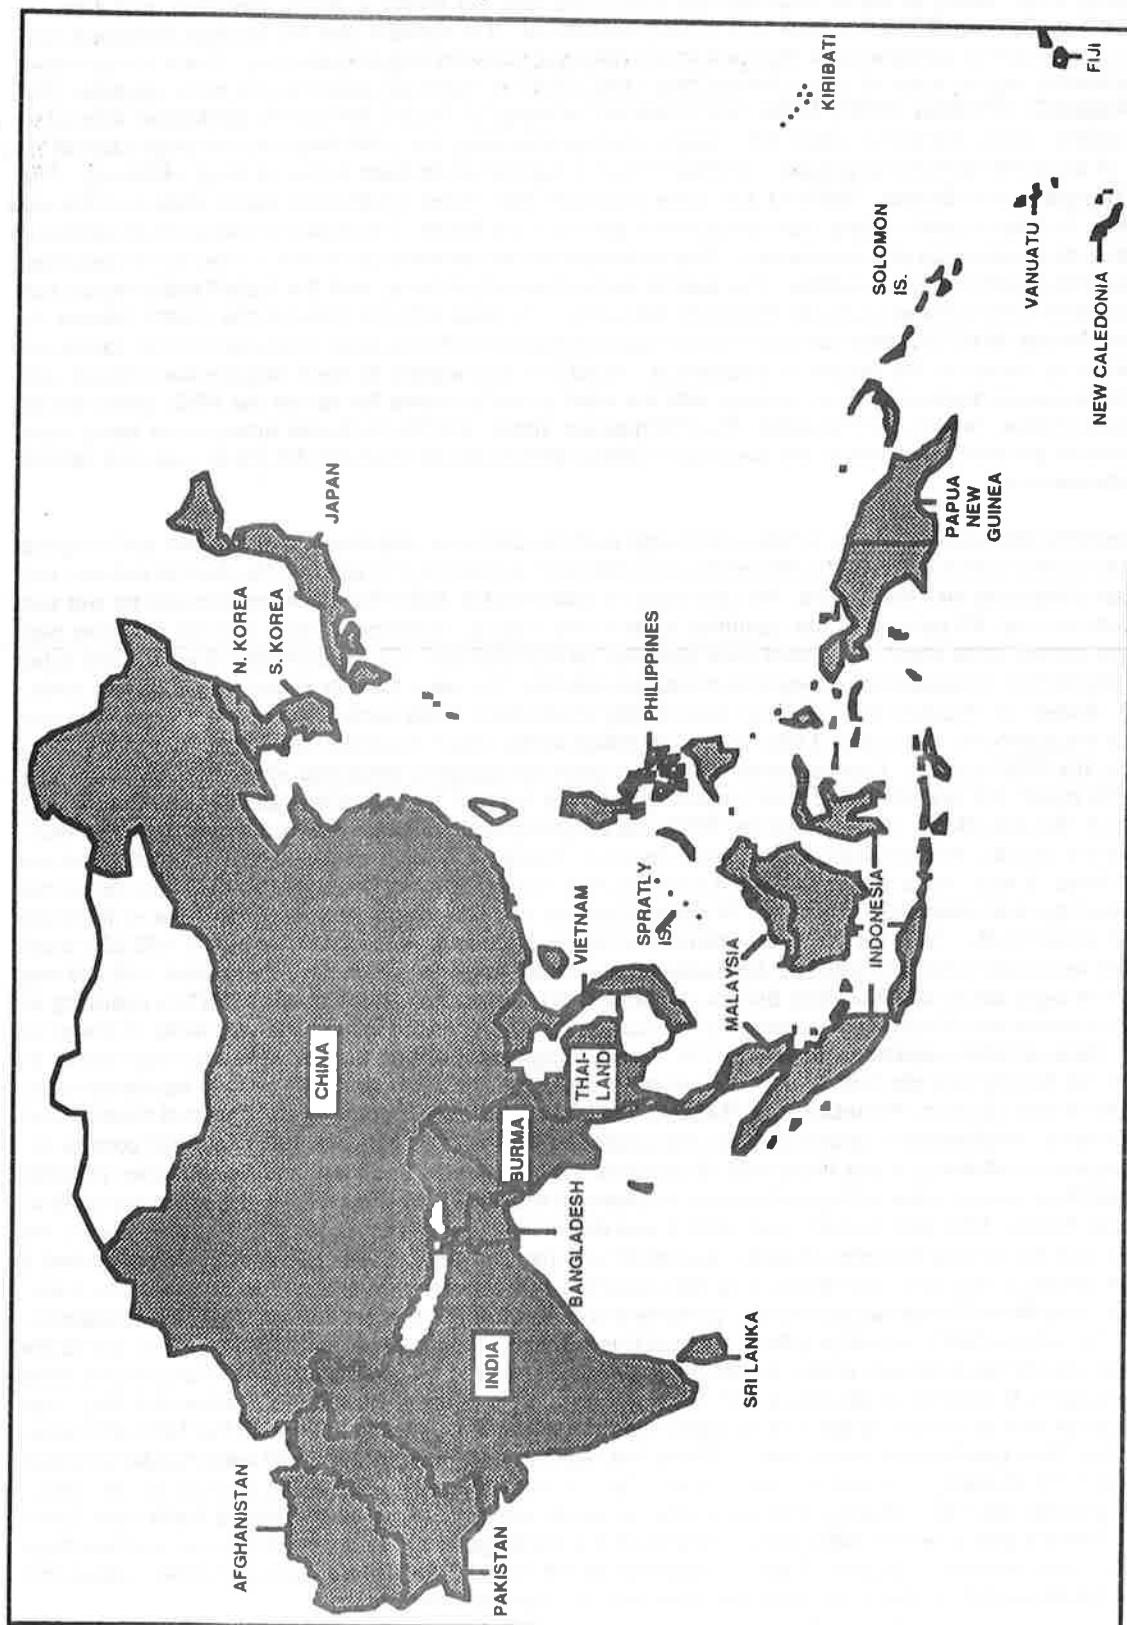 AFGHANISTAN
PAKISTAN
INDIA
SRI LANKA
BANGLADESH
BURMA
CHINA
THAI-
LAND
VIETNAM
MALAYSIA
SPRATLY
IS.
INDONESIA
PHILIPPINES
N. KOREA
S. KOREA
JAPAN
PAPUA
NEW
GUINEA
SOLOMON
IS.
VANUATU
NEW CALEDONIA
KIRIBATI
FIJI